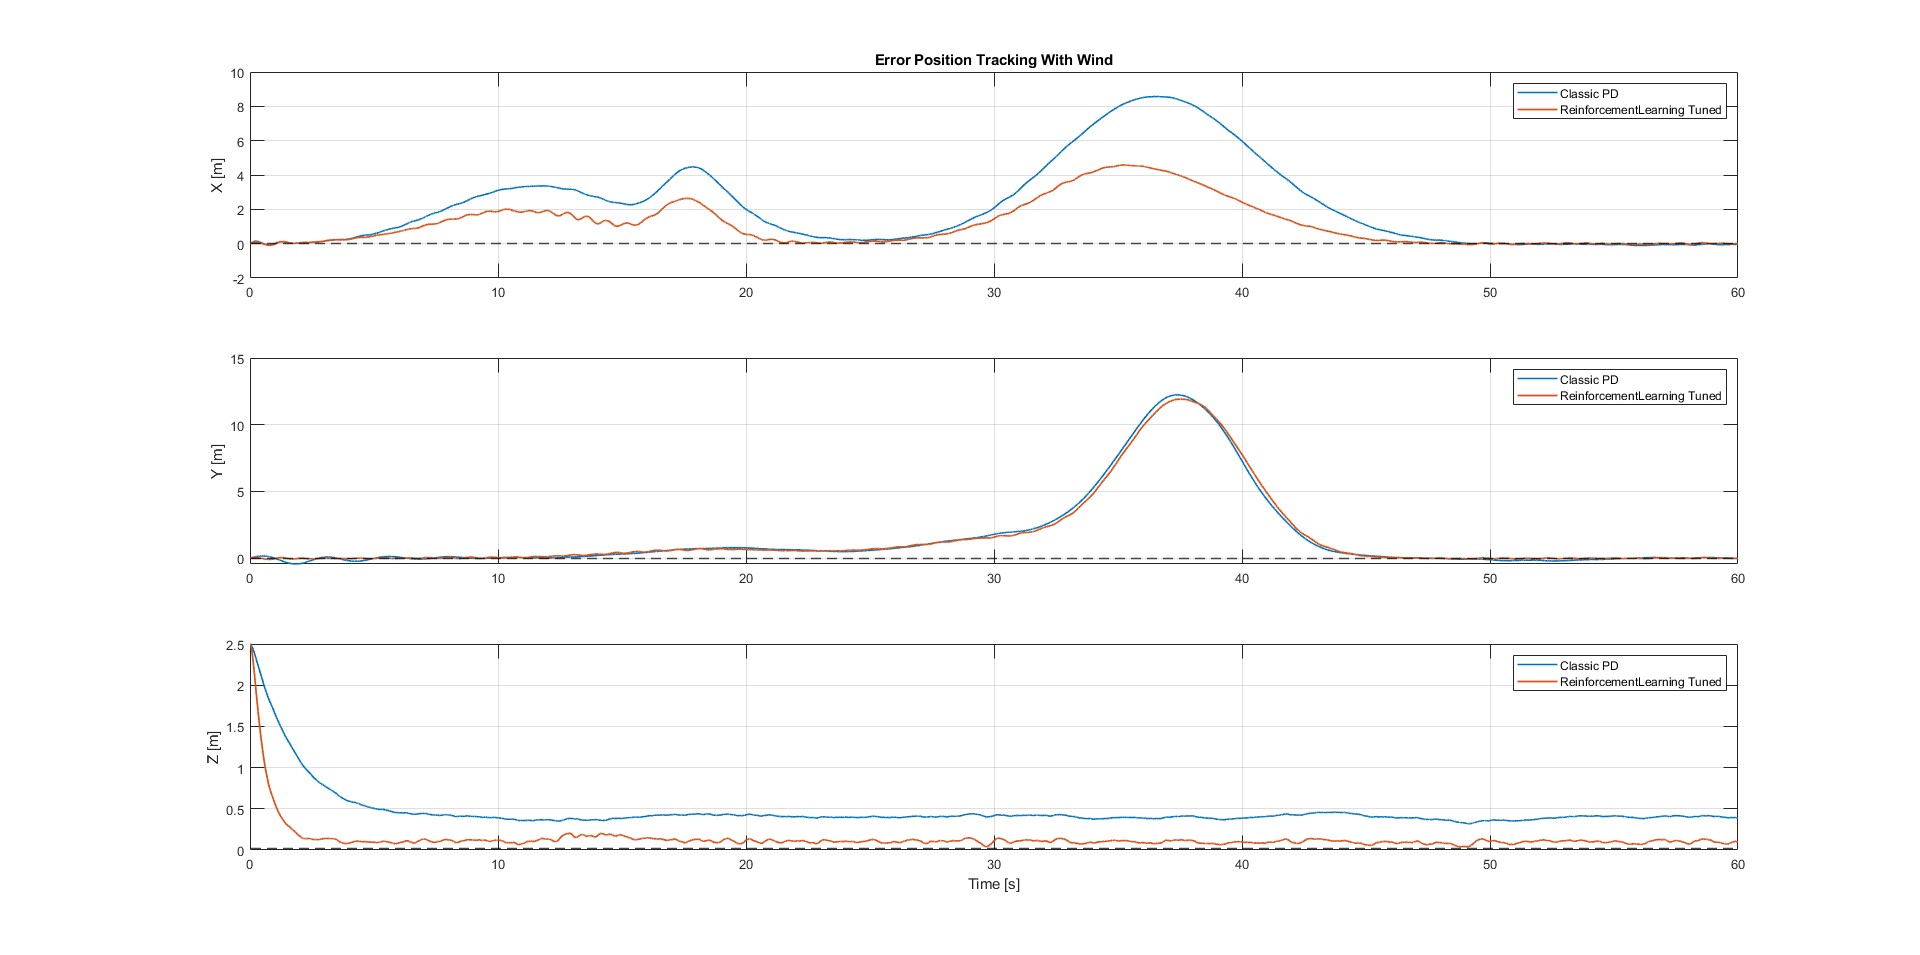 Error Position Tracking With Wind
10
8
6
4
2
0
-2
X [m]
Classic PD
ReinforcementLearning Tuned
0 10 20 30 40 50 60
15
10
5
0
Y [m]
Classic PD
ReinforcementLearning Tuned
0 10 20 30 40 50 60
2.5
2
1.5
1
0.5
0
Z [m]
Classic PD
ReinforcementLearning Tuned
0 10 20 30 40 50 60
Time [s]